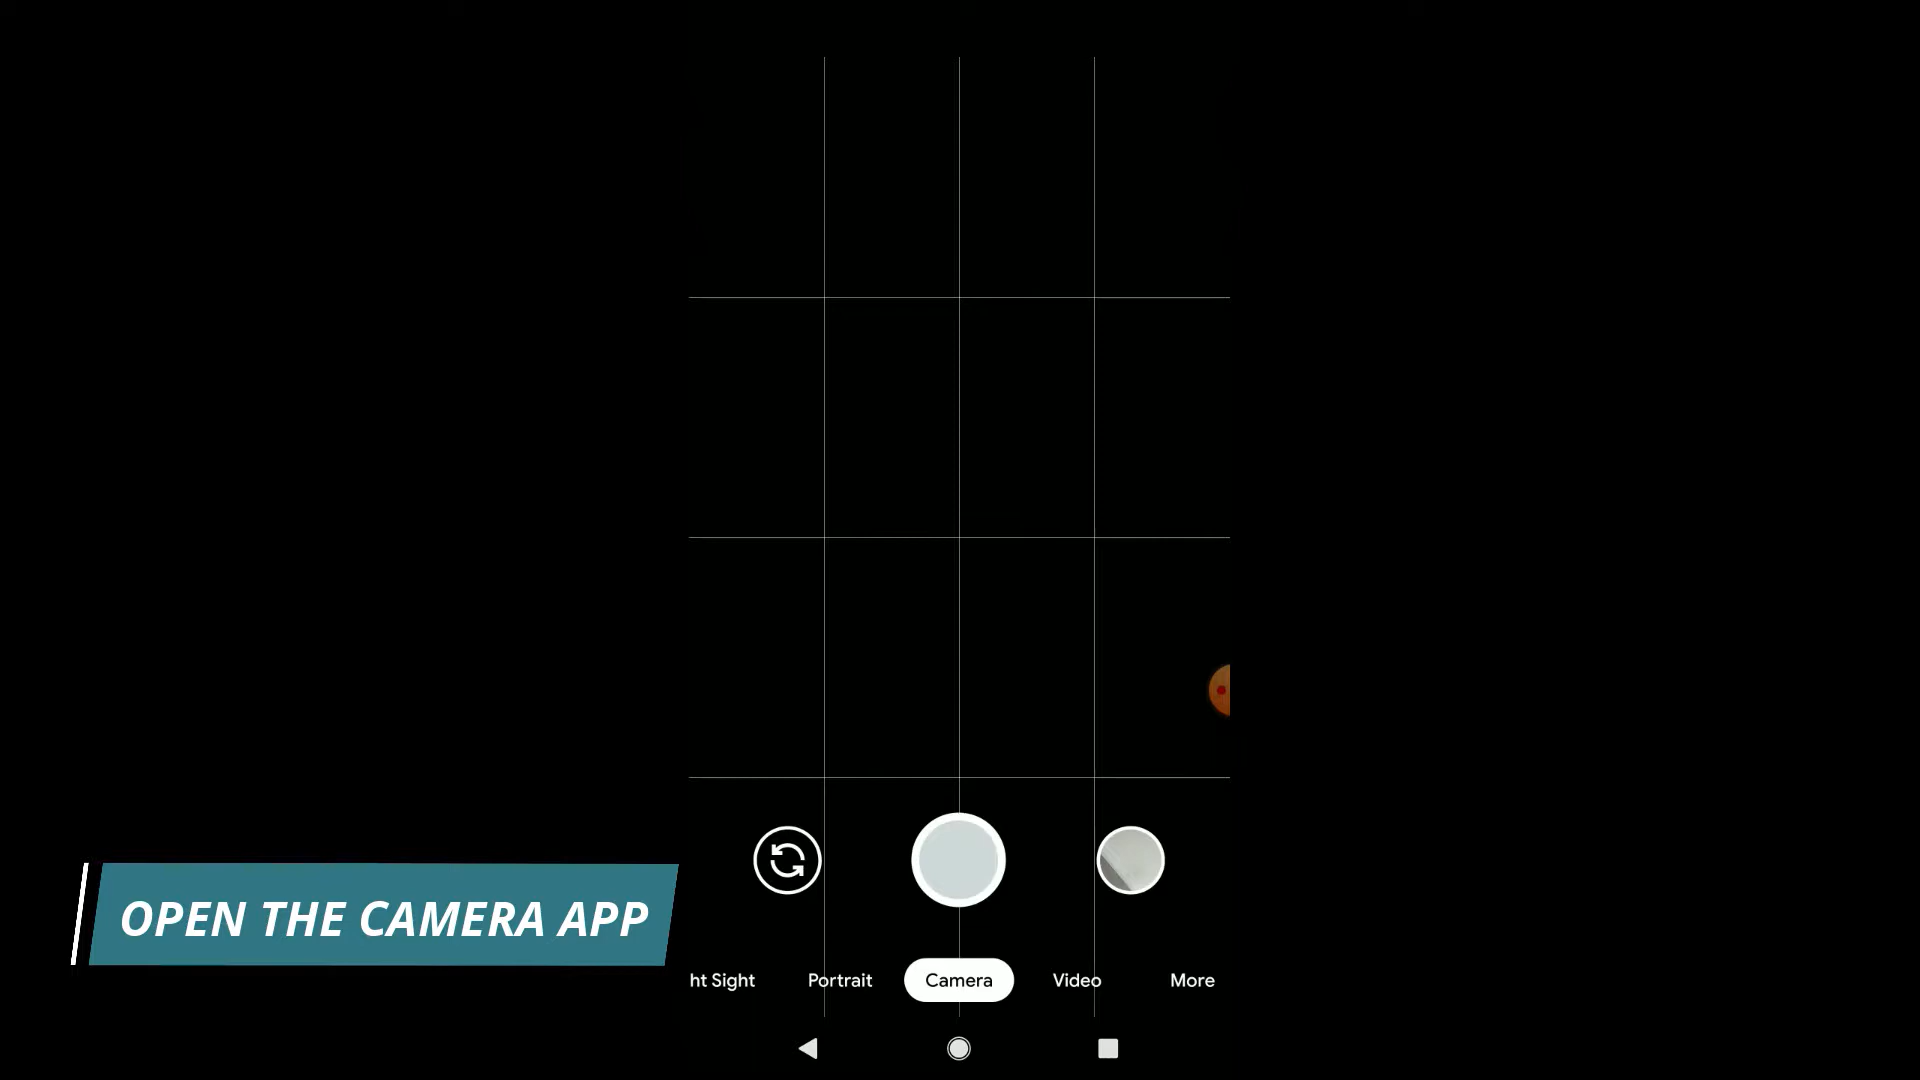 OPEN THE CAMERA APP
ht Sight
Portrait
Camera
Video
More